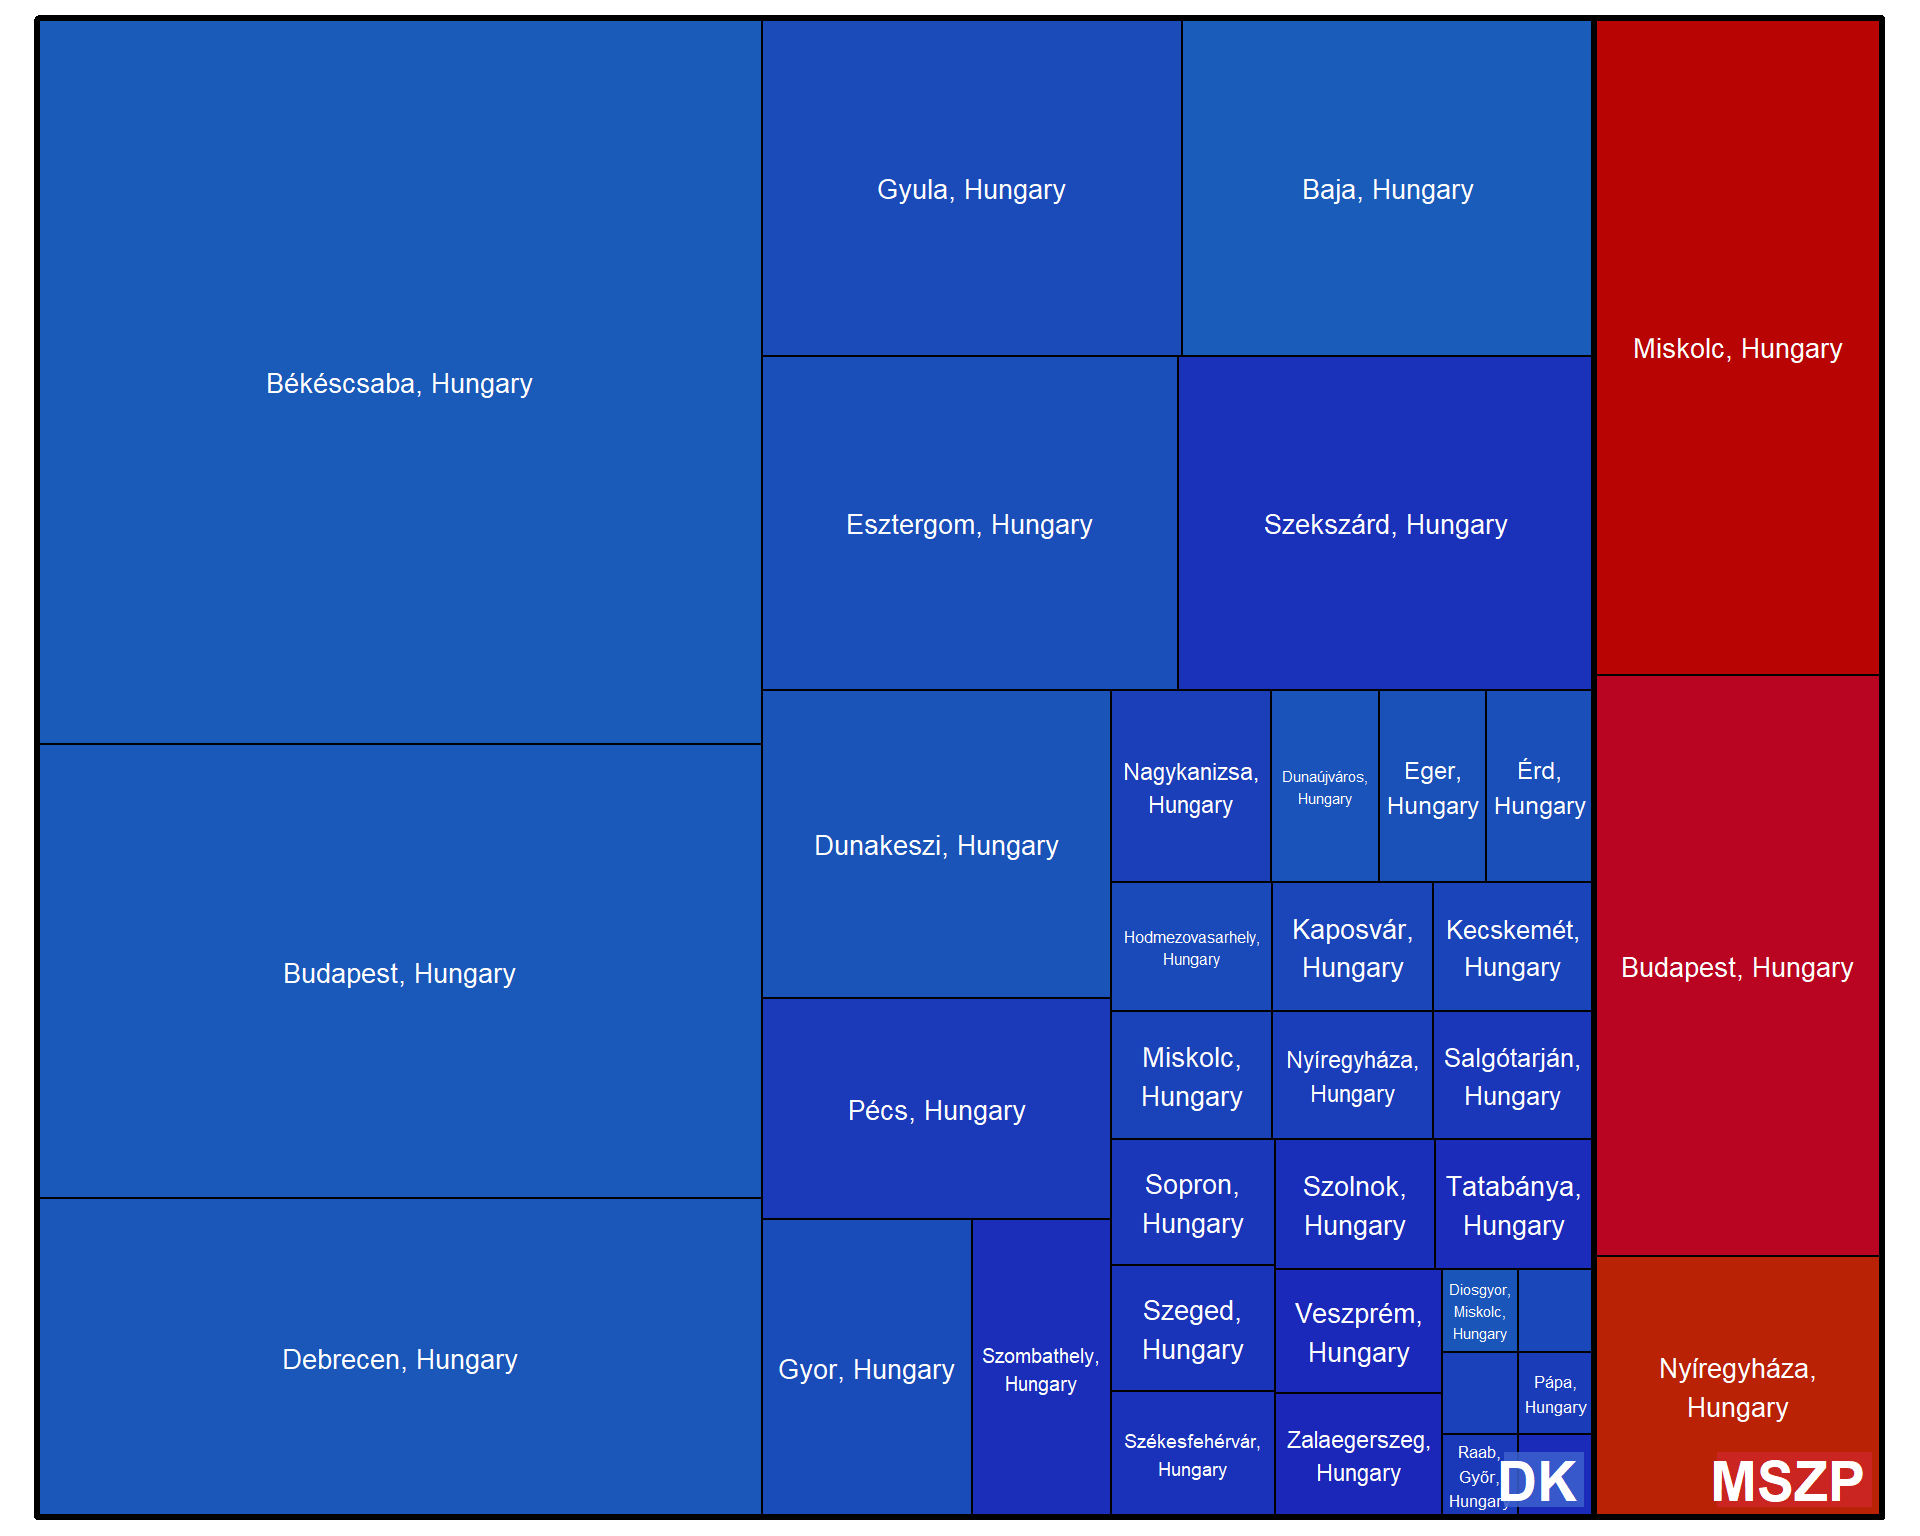 Békéscsaba, Hungary
Budapest, Hungary
Debrecen, Hungary
Gyula, Hungary
Baja, Hungary
Esztergom, Hungary
Szekszárd, Hungary
Dunakeszi, Hungary
Pécs, Hungary
Gyor, Hungary
Szombathely,
Hungary
Nagykanizsa,
Hungary
Dunaújváros,
Hungary
Eger,
Hungary
Érd,
Hungary
Hodmezovasarhely,
Hungary
Kaposvár,
Hungary
Kecskemét,
Hungary
Miskolc,
Hungary
Nyíregyháza,
Hungary
Salgótarján,
Hungary
Sopron,
Hungary
Szolnok,
Hungary
Tatabánya,
Hungary
Szeged,
Hungary
Székesfehérvár,
Hungary
Veszprém,
Hungary
Zalaegerszeg,
Hungary
Diosgyor,
Miskolc,
Hungary
Pápa,
Hungary
Raab,
Győr,
Hungary
DK
Miskolc, Hungary
Budapest, Hungary
Nyíregyháza,
Hungary
MSZP